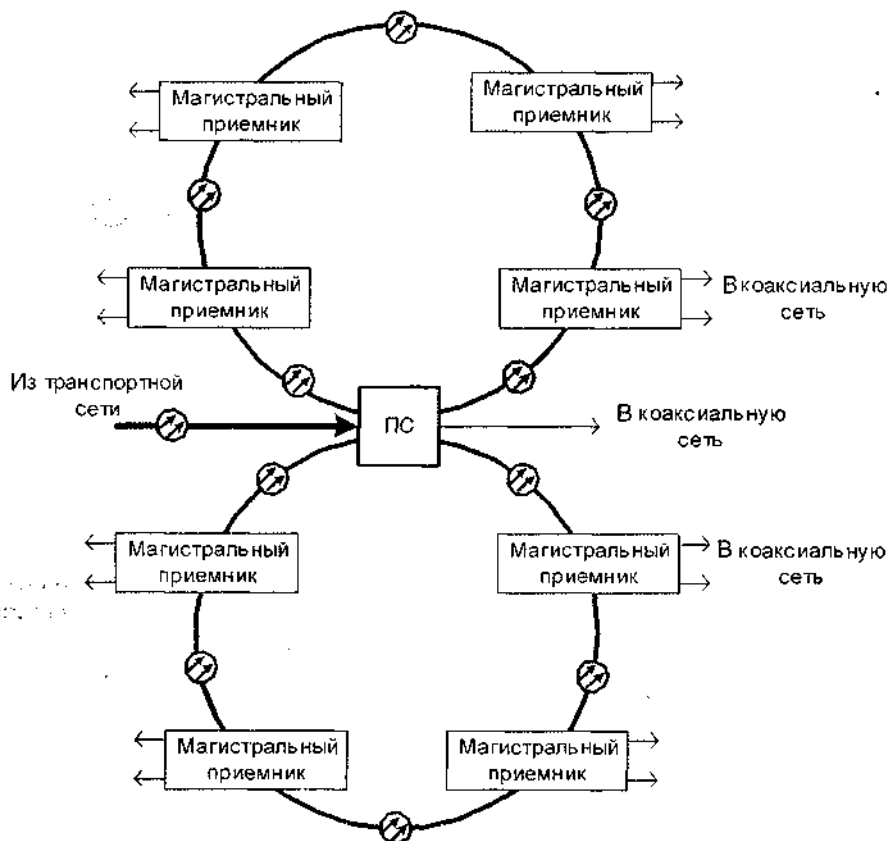 Магистральный
приемник
Магистральный
приемник
Магистральный
приемник
Магистральный
приемник
В коаксиальную
сеть
Из транспортной
сети
ПС
В коаксиальную
сеть
Магистральный
приемник
Магистральный
приемник
В коаксиальную
сеть
Магистральный
приемник
Магистральный
приемник